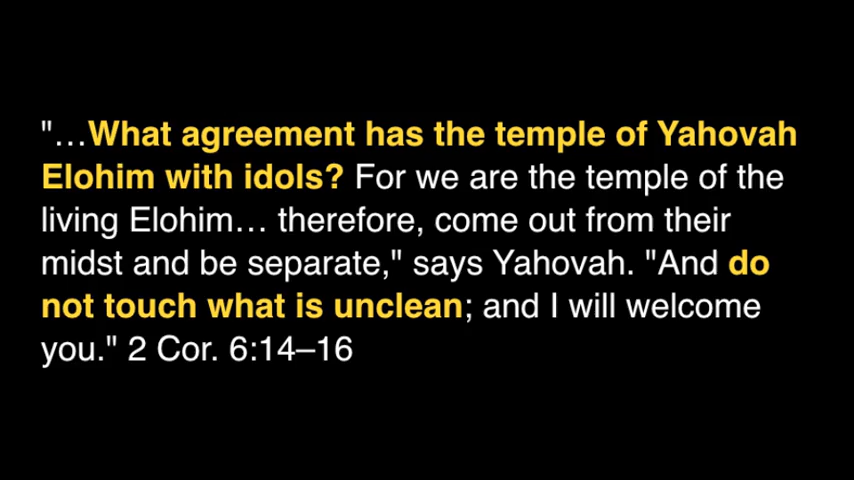 "…What agreement has the temple of Yahovah
Elohim with idols? For we are the temple of the
living Elohim… therefore, come out from their
midst and be separate," says Yahovah. "And do
not touch what is unclean; and I will welcome
you." 2 Cor. 6:14–16